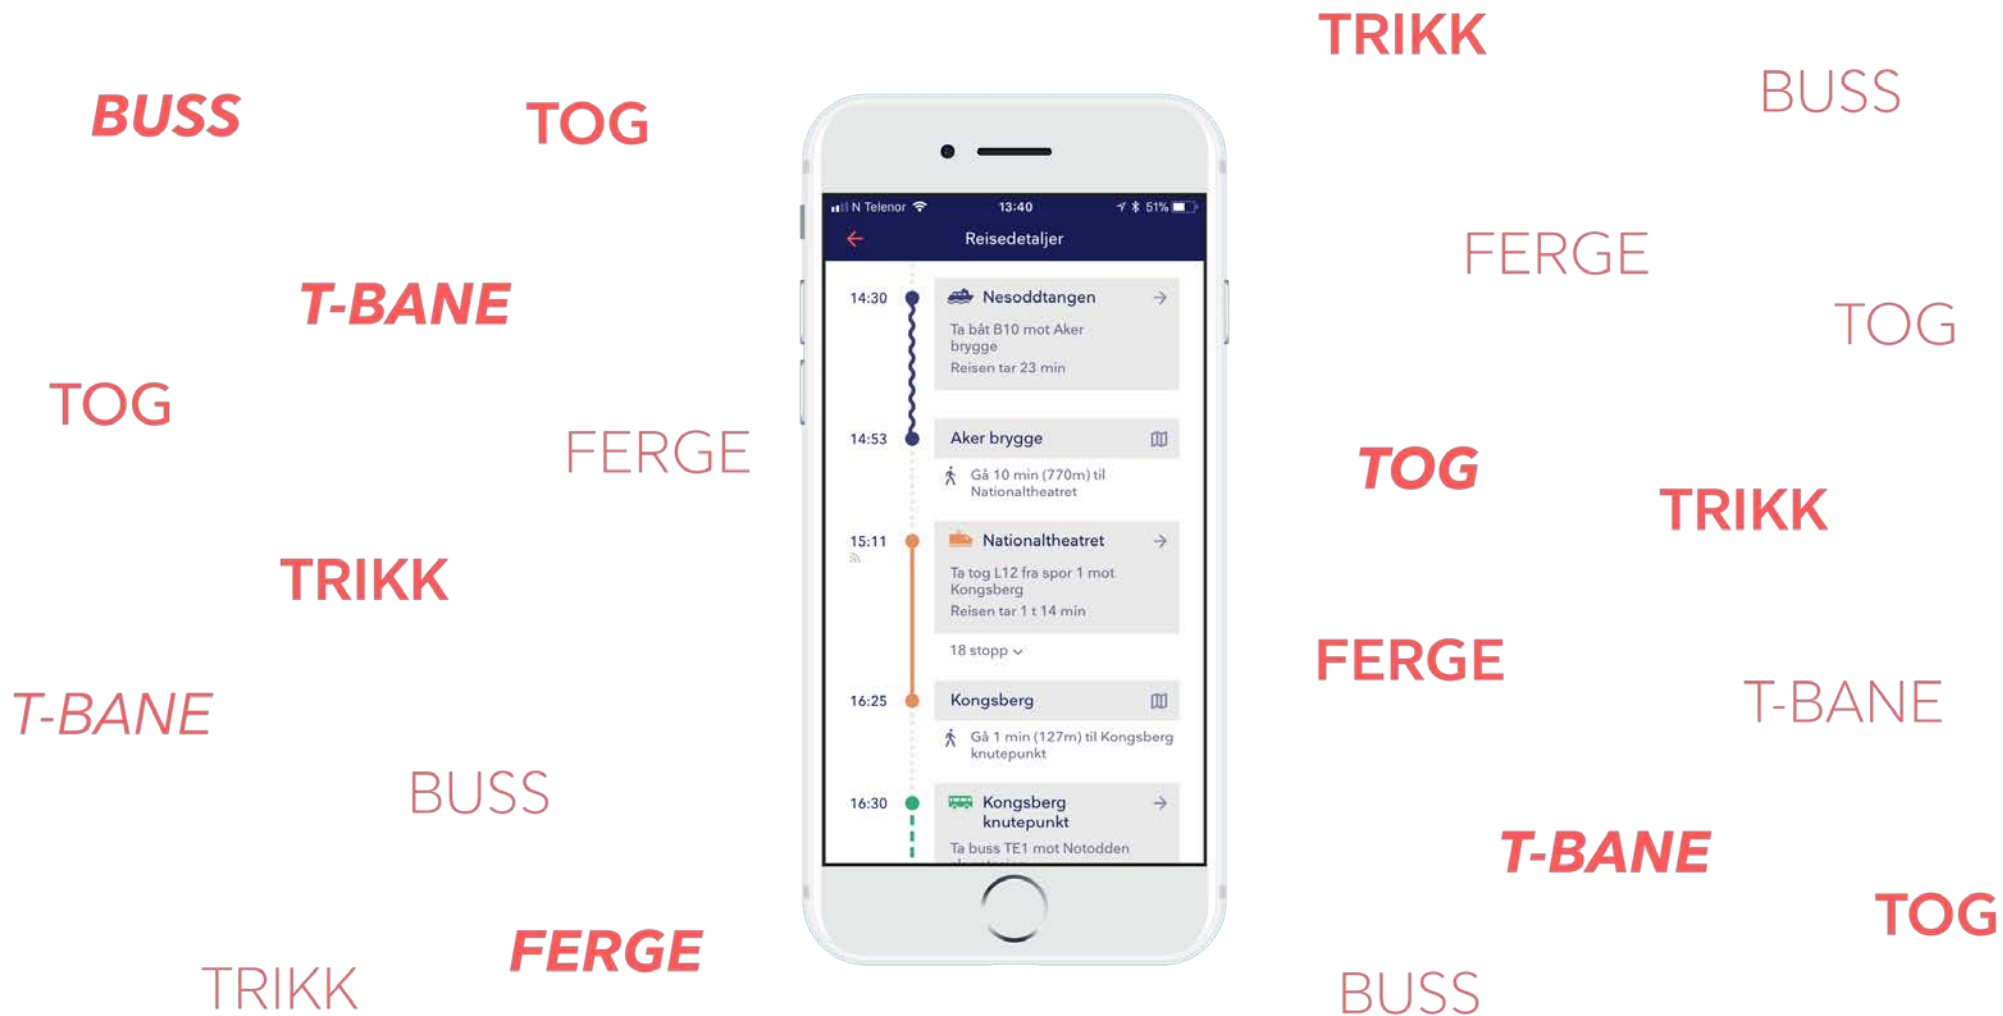 TRIKK
BUSS
BUSS
TOG
N Telenor 13:40 51%
Reisedetaljer
FERGE
T-BANE
TOG
14:30 Nesoddtangen
Ta båt B10 mot Aker
brygge
Reisen tar 23 min
TOG
FERGE
14:53 Aker brygge
Gå 10 min (770m) til
Nationaltheatret
TOG
TRIKK
15:11 Nationaltheatret
Ta tog L12 fra spor 1 mot
Kongsberg
Reisen tar 1 t 14 min
TRIKK
18 stopp
FERGE
T-BANE
16:25 Kongsberg
T-BANE
Gå 1 min (127m) til Kongsberg
knutepunkt
BUSS
16:30 Kongsberg
knutepunkt
Ta buss TE1 mot Notodden
T-BANE
TOG
FERGE
TRIKK
BUSS